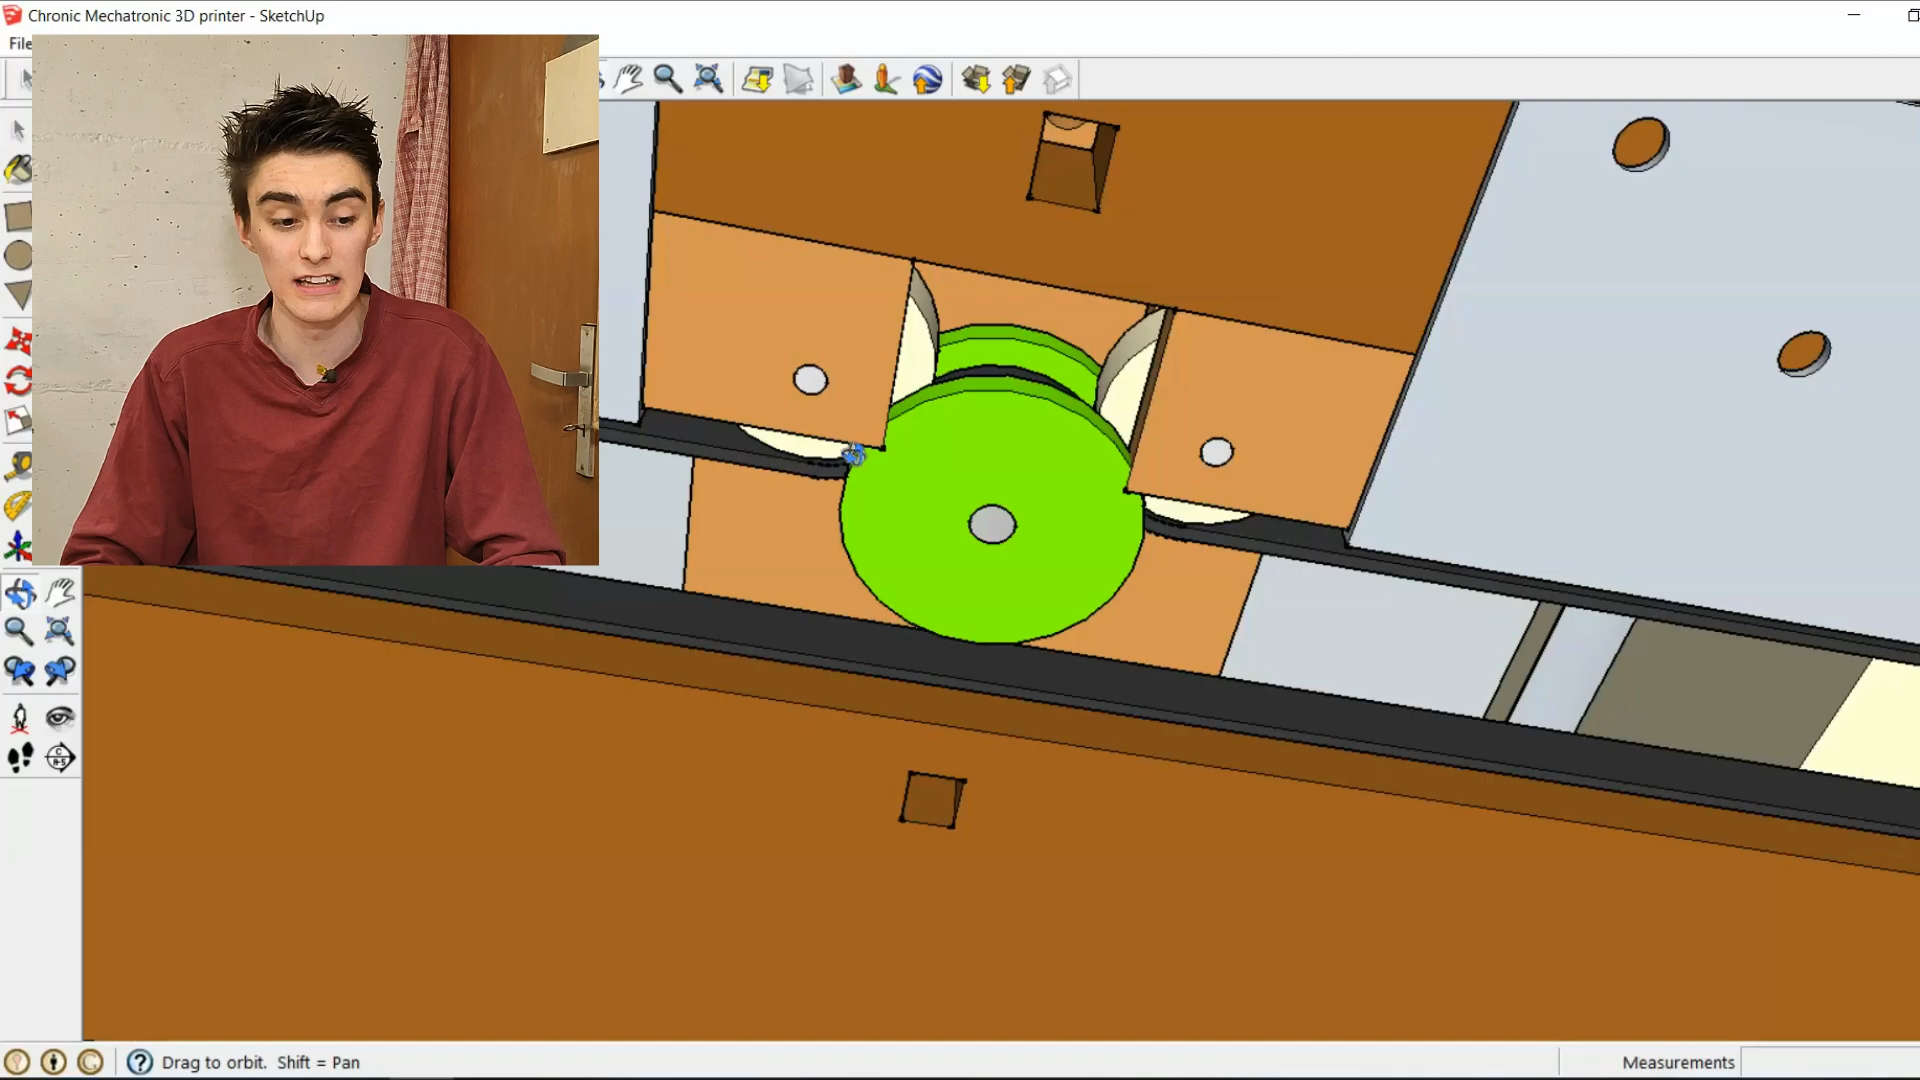 Chronic Mechatronic 3D printer - SketchUp
File
Drag to orbit. Shift = Pan
Measurements